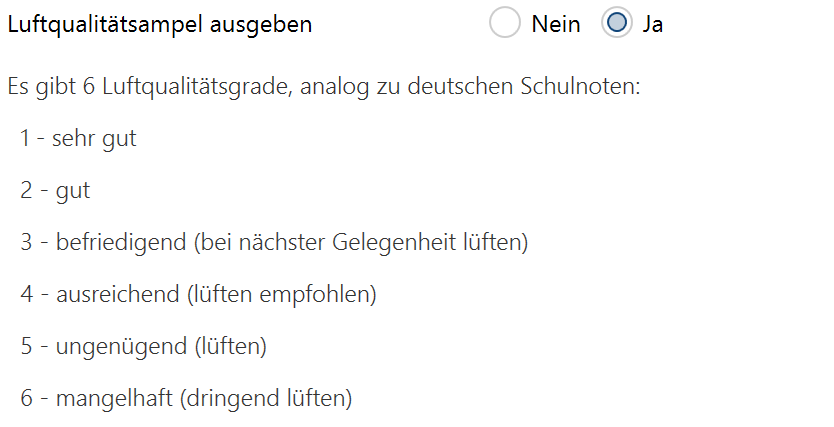 Luftqualitätsampel ausgeben Nein Ja
Es gibt 6 Luftqualitätsgrade, analog zu deutschen Schulnoten:
1 - sehr gut
2 - gut
3 - befriedigend (bei nächster Gelegenheit lüften)
4 - ausreichend (lüften empfohlen)
5 - ungenügend (lüften)
6 - mangelhaft (dringend lüften)